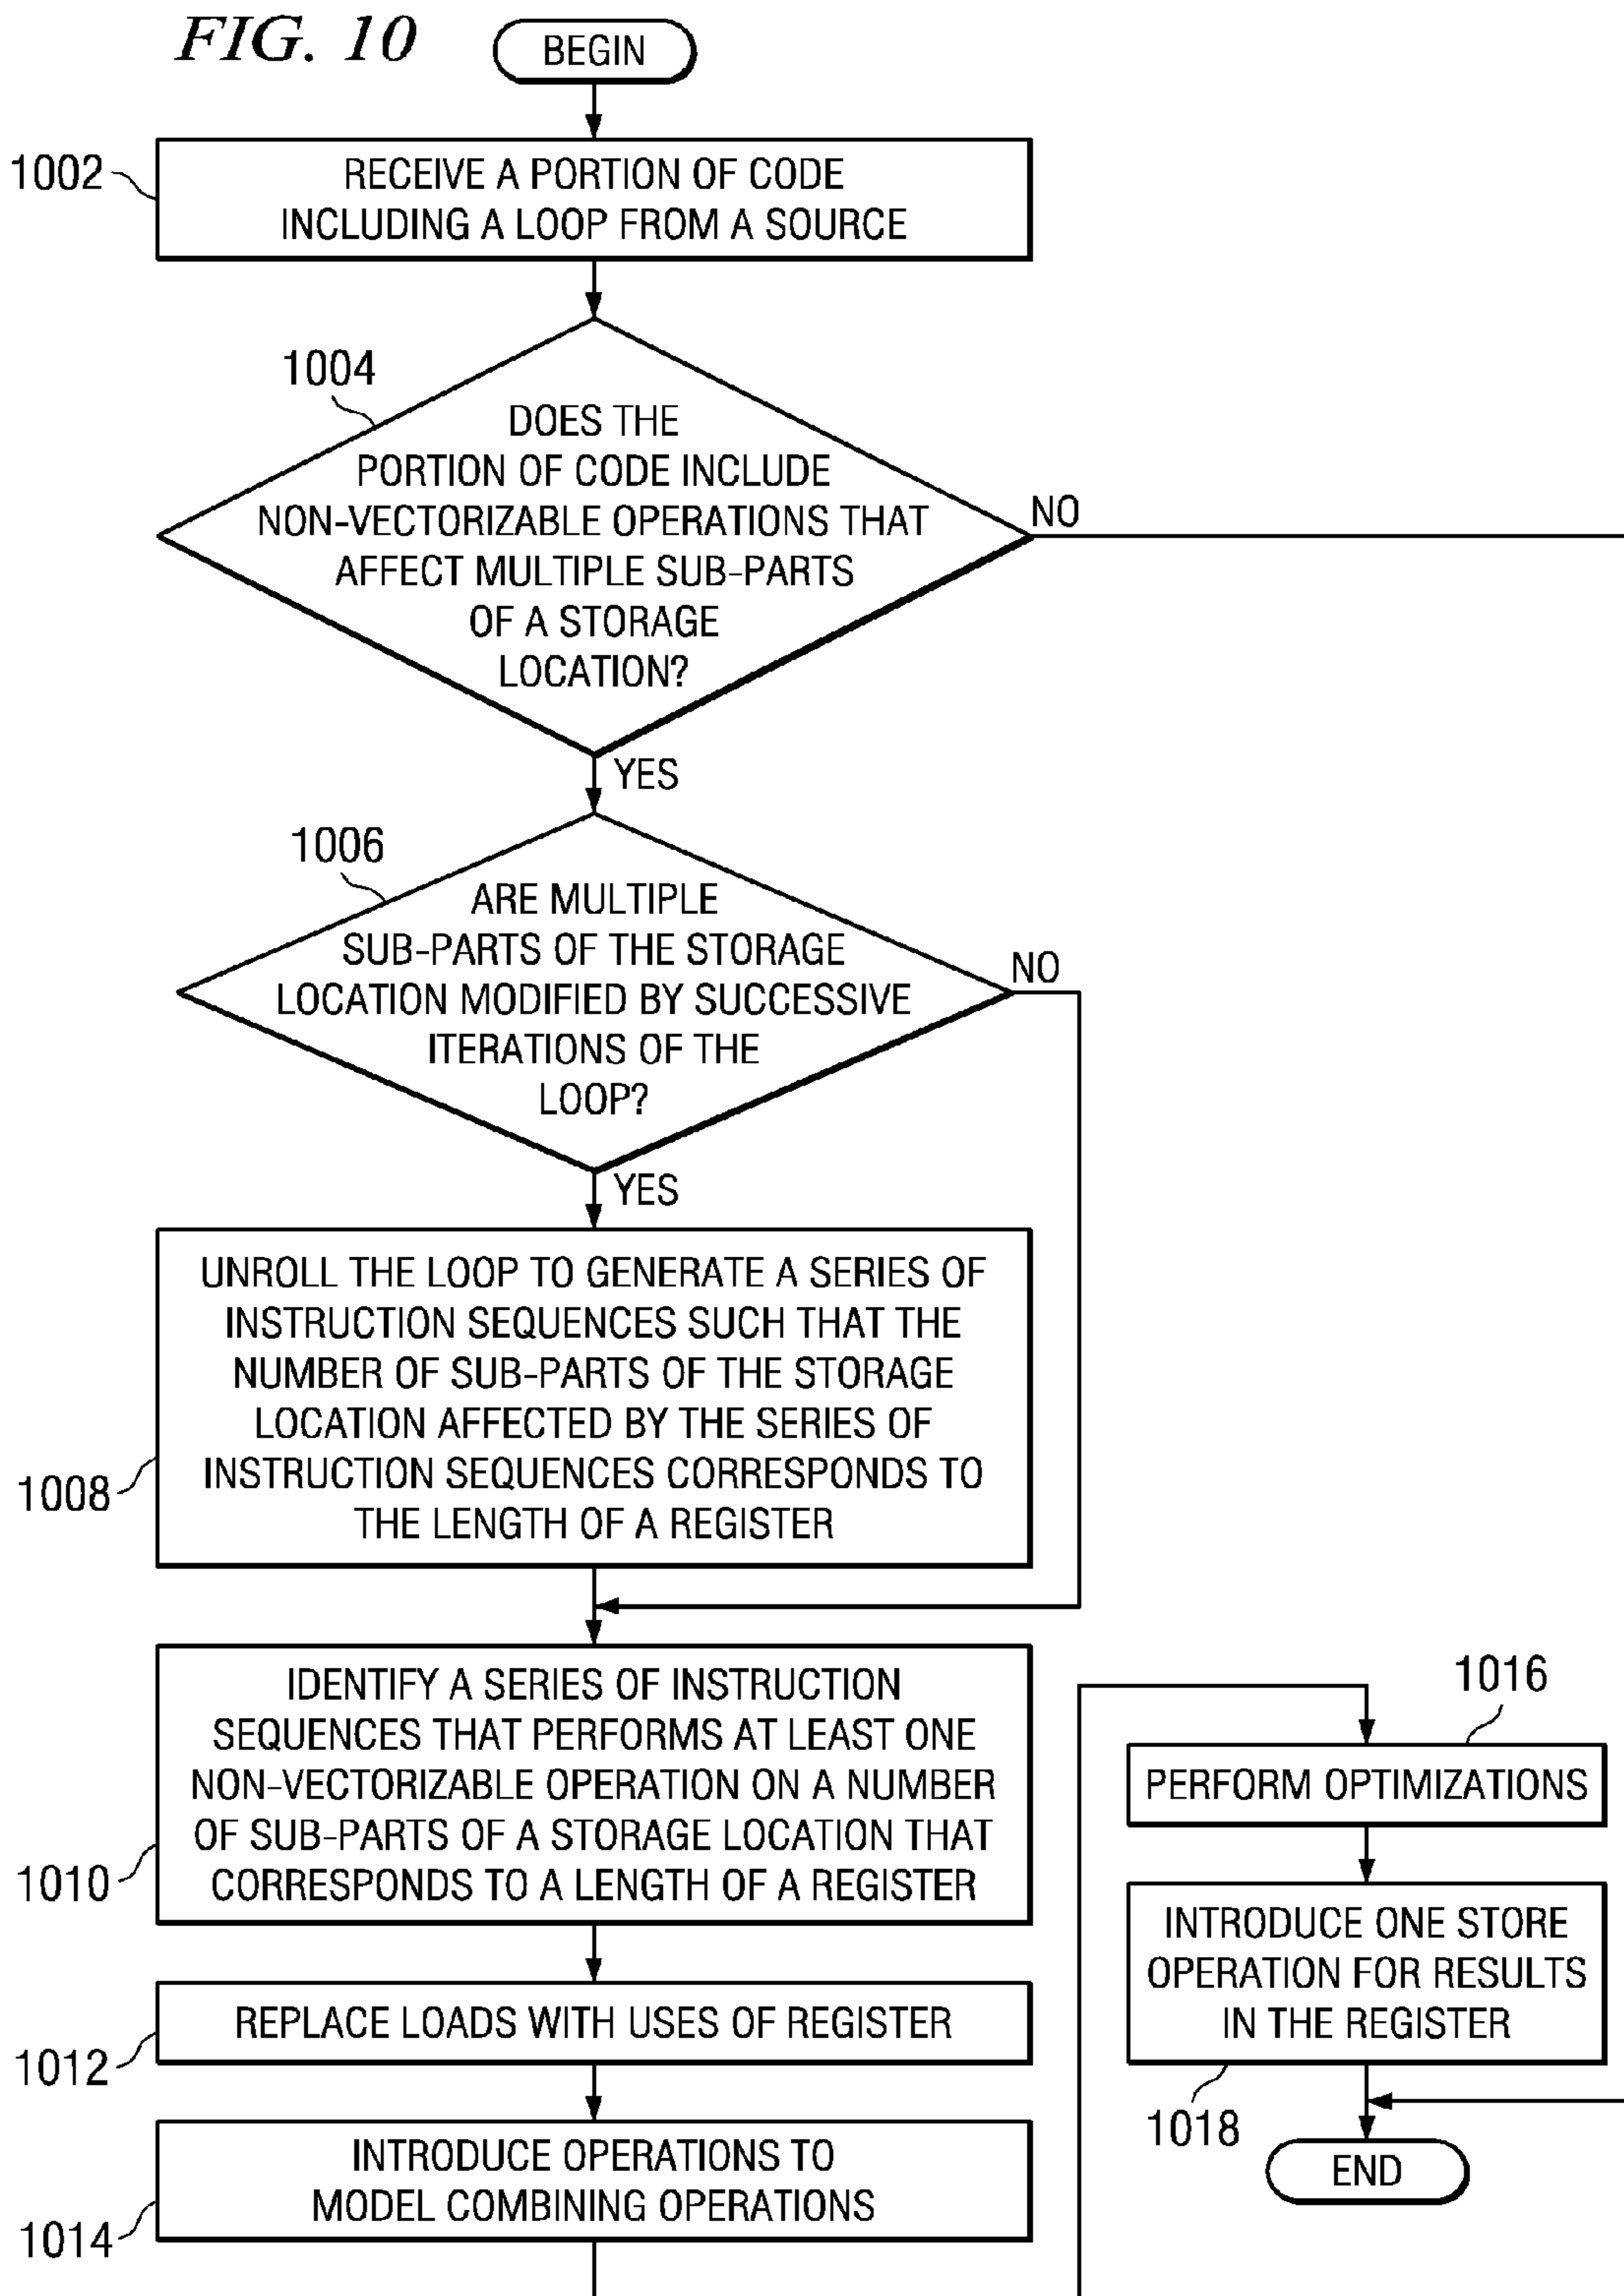 FIG. 10
BEGIN
1002
RECEIVE A PORTION OF CODE
INCLUDING A LOOP FROM A SOURCE
1004
DOES THE
PORTION OF CODE INCLUDE
NON-VECTORIZABLE OPERATIONS THAT
AFFECT MULTIPLE SUB-PARTS
OF A STORAGE
LOCATION?
NO
YES
1006
ARE MULTIPLE
SUB-PARTS OF THE STORAGE
LOCATION MODIFIED BY SUCCESSIVE
ITERATIONS OF THE
LOOP?
NO
YES
1008
UNROLL THE LOOP TO GENERATE A SERIES OF
INSTRUCTION SEQUENCES SUCH THAT THE
NUMBER OF SUB-PARTS OF THE STORAGE
LOCATION AFFECTED BY THE SERIES OF
INSTRUCTION SEQUENCES CORRESPONDS TO
THE LENGTH OF A REGISTER
1010
IDENTIFY A SERIES OF INSTRUCTION
SEQUENCES THAT PERFORMS AT LEAST ONE
NON-VECTORIZABLE OPERATION ON A NUMBER
OF SUB-PARTS OF A STORAGE LOCATION THAT
CORRESPONDS TO A LENGTH OF A REGISTER
1012
REPLACE LOADS WITH USES OF REGISTER
1014
INTRODUCE OPERATIONS TO
MODEL COMBINING OPERATIONS
1016
PERFORM OPTIMIZATIONS
INTRODUCE ONE STORE
OPERATION FOR RESULTS
IN THE REGISTER
1018
END